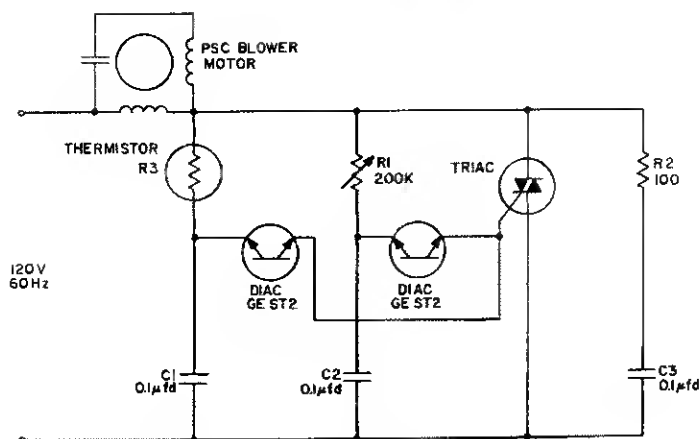 PSC BLOWER
MOTOR
THERMISTOR
R3
R1
200K
TRIAC
R2
100
120V
60Hz
DIAC
GE ST2
DIAC
GE ST2
C1
0.1µfd
C2
0.1µfd
C3
0.1µfd